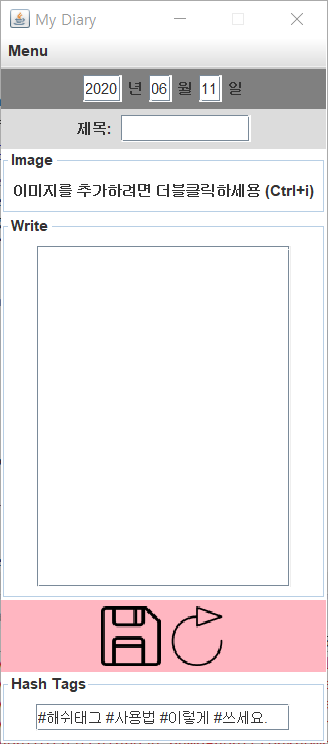 My Diary
Menu
2020 년 06 월 11 일
제목:
Image
이미지를 추가하려면 더블클릭하세용 (Ctrl+i)
Write
Hash Tags
#해쉬태그 #사용법 #이렇게 #쓰세요.